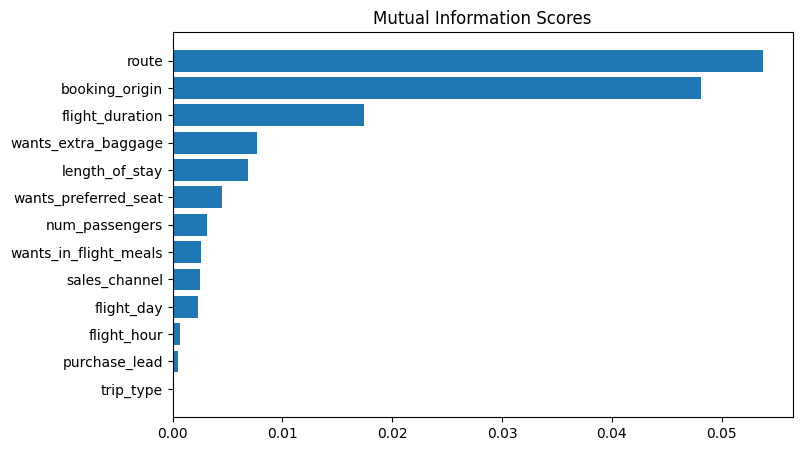 Mutual Information Scores
route
booking_origin
flight_duration
wants_extra_baggage
length_of_stay
wants_preferred_seat
num_passengers
wants_in_flight_meals
sales_channel
flight_day
flight_hour
purchase_lead
trip_type
0.00 0.01 0.02 0.03 0.04 0.05